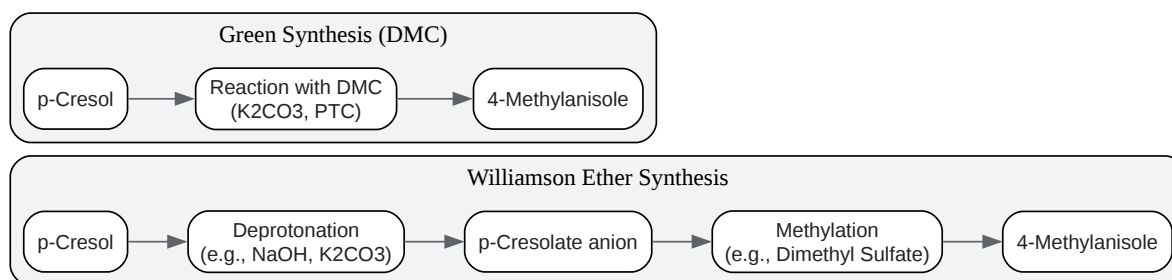 Green Synthesis (DMC)
p-Cresol
Reaction with DMC
(K2CO3, PTC)
4-Methylanisole
Williamson Ether Synthesis
p-Cresol
Deprotonation
(e.g., NaOH, K2CO3)
p-Cresolate anion
Methylation
(e.g., Dimethyl Sulfate)
4-Methylanisole